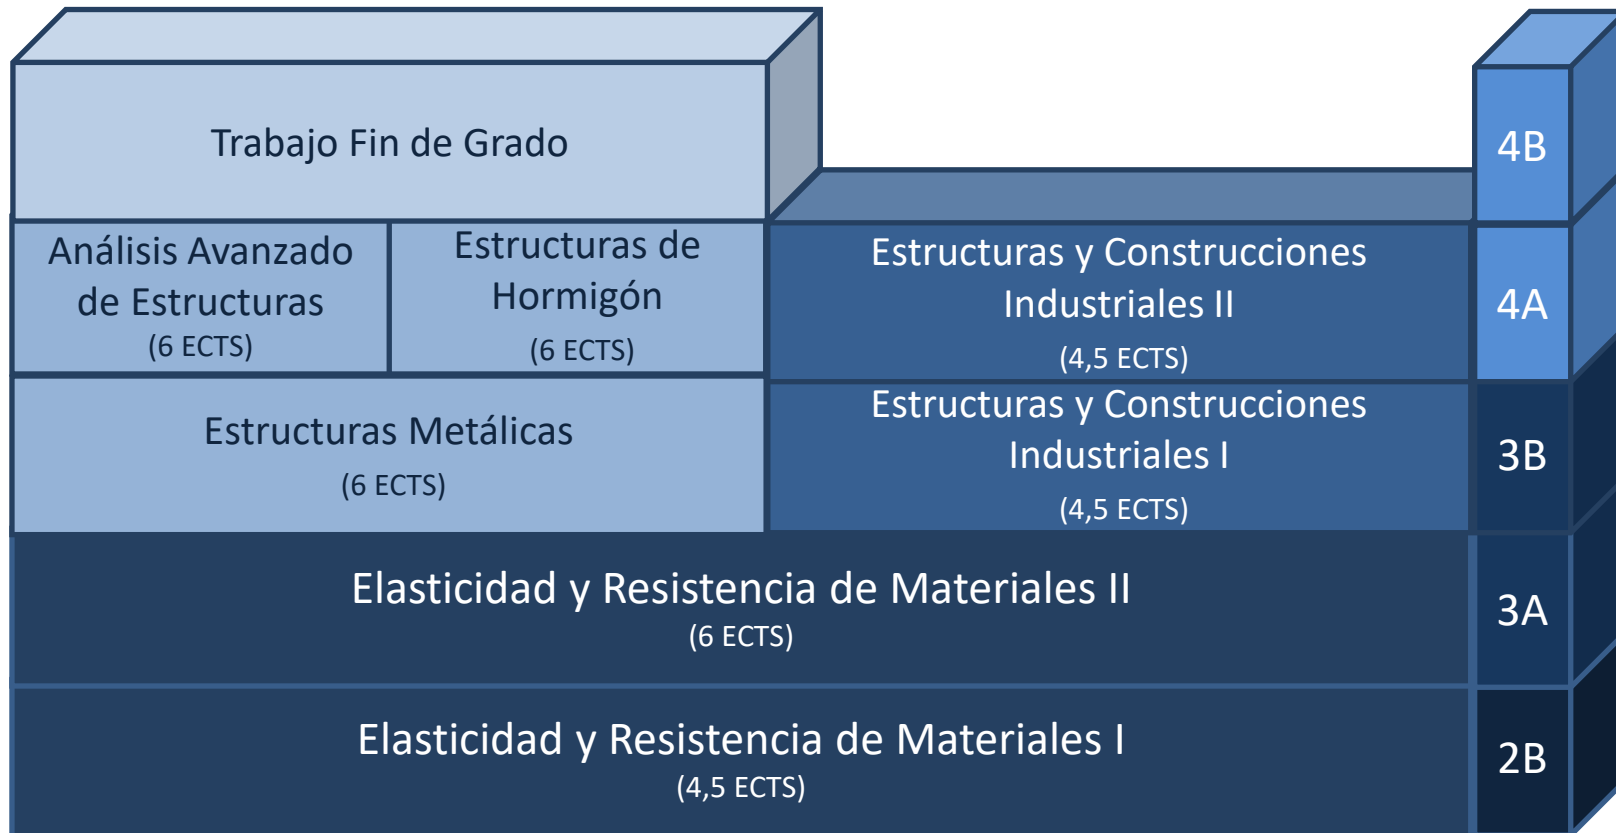 Trabajo Fin de Grado
4B
Análisis Avanzado
de Estructuras
(6 ECTS)
Estructuras de
Hormigón
(6 ECTS)
Estructuras y Construcciones
Industriales II
(4,5 ECTS)
4A
Estructuras Metálicas
(6 ECTS)
Estructuras y Construcciones
Industriales I
(4,5 ECTS)
3B
Elasticidad y Resistencia de Materiales II
(6 ECTS)
3A
Elasticidad y Resistencia de Materiales I
(4,5 ECTS)
2B